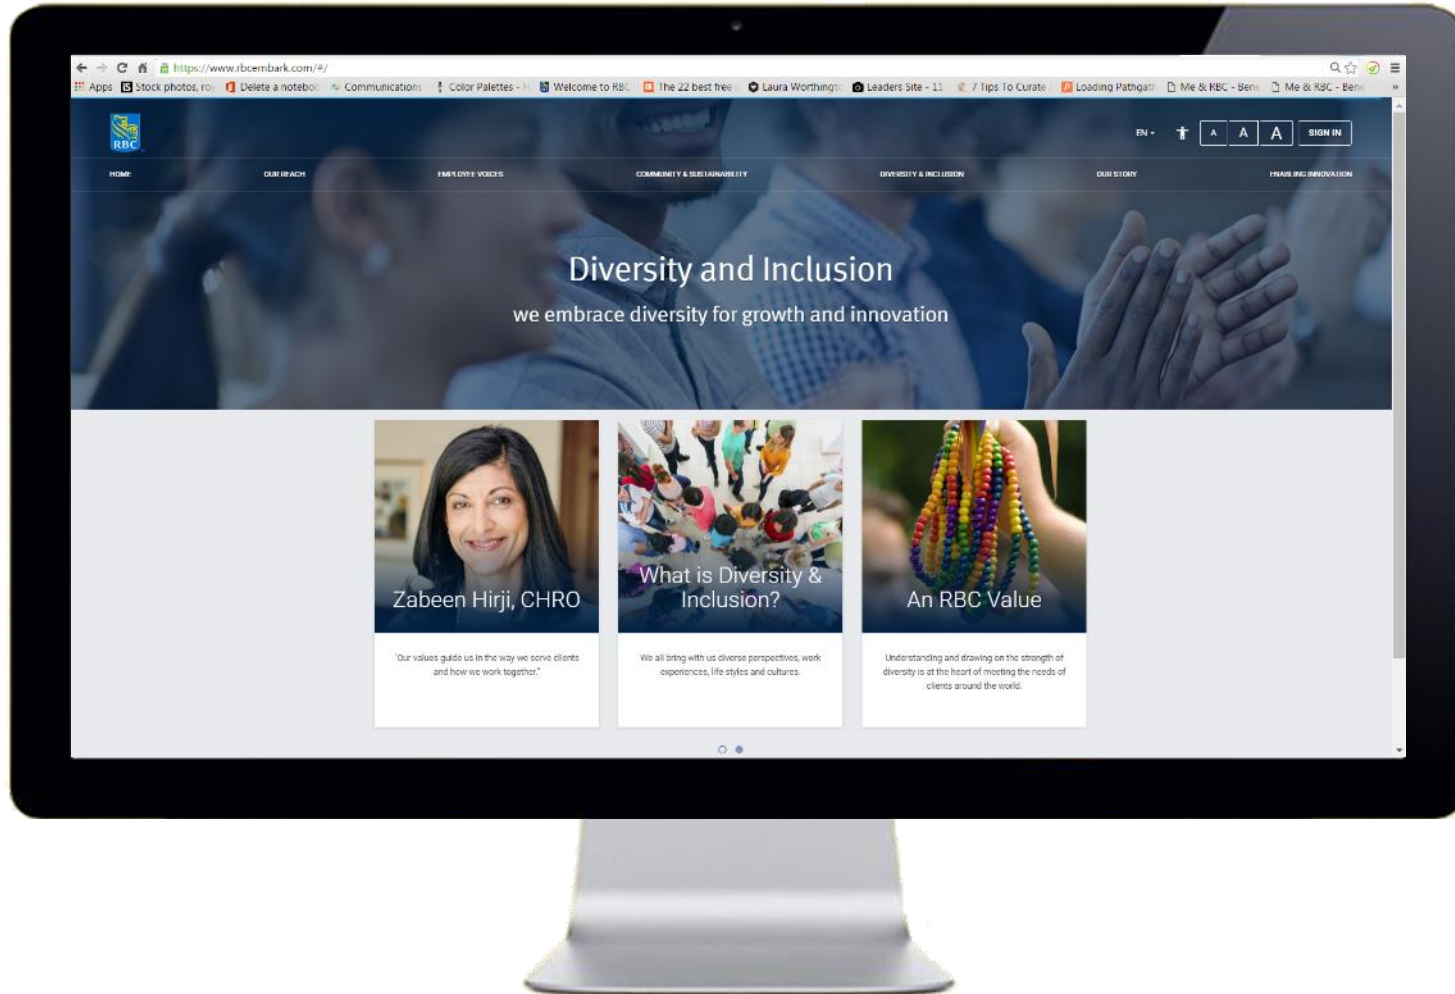 https://www.rbcembark.com/#/
Apps Stock photos, roy Delete a noteboo Communications Color Palettes - H Welcome to RBC The 22 best free Laura Worthingto Leaders Site - 11 7 Tips To Curate Loading Pathgath Me & RBC - Bene Me & RBC - Bene »
RBC
EN A A A SIGN IN
HOME OUR REACH EMPLOYEE VOICES COMMUNITY & SUSTAINABILITY DIVERSITY & INCLUSION OUR STORY ENABLING INNOVATION
Diversity and Inclusion
we embrace diversity for growth and innovation
Zabeen Hirji, CHRO
"Our values guide us in the way we serve clients
and how we work together."
What is Diversity &
Inclusion?
We all bring with us diverse perspectives, work
experiences, life styles and cultures.
An RBC Value
Understanding and drawing on the strength of
diversity is at the heart of meeting the needs of
clients around the world.